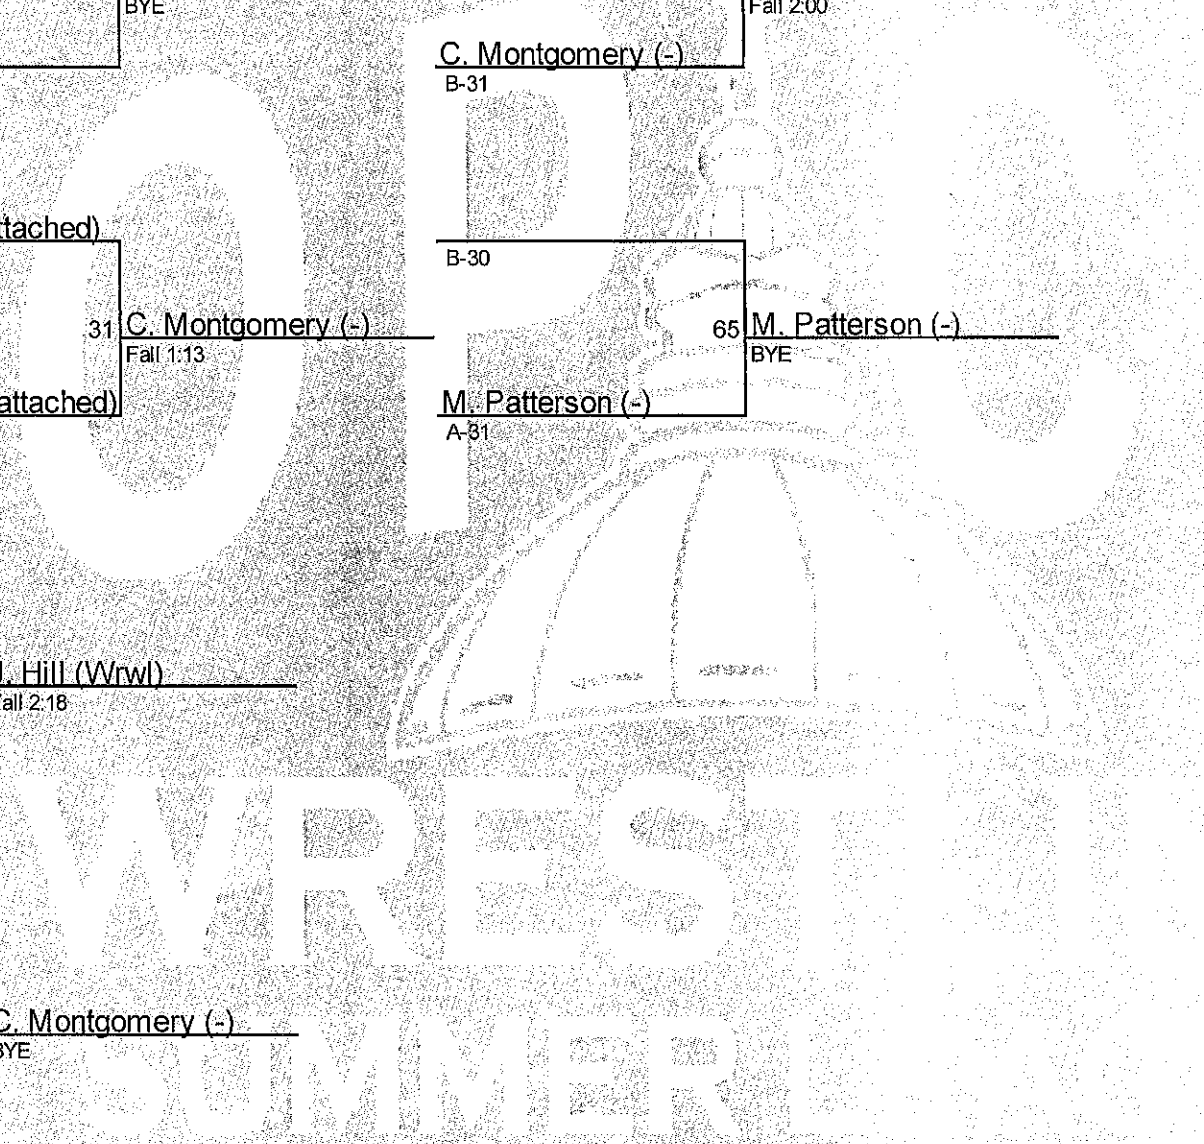 BYE
Fall 2:00
C. Montgomery (-)
B-31
ttached)
B-30
31 C. Montgomery (-)
65 M. Patterson (-)
Fall 1:13
BYE
attached)
M. Patterson (-)
A-31
J. Hill (Wrwl)
all 2:18
WRESTLI
C. Montgomery (-)
BYE
SUMMER